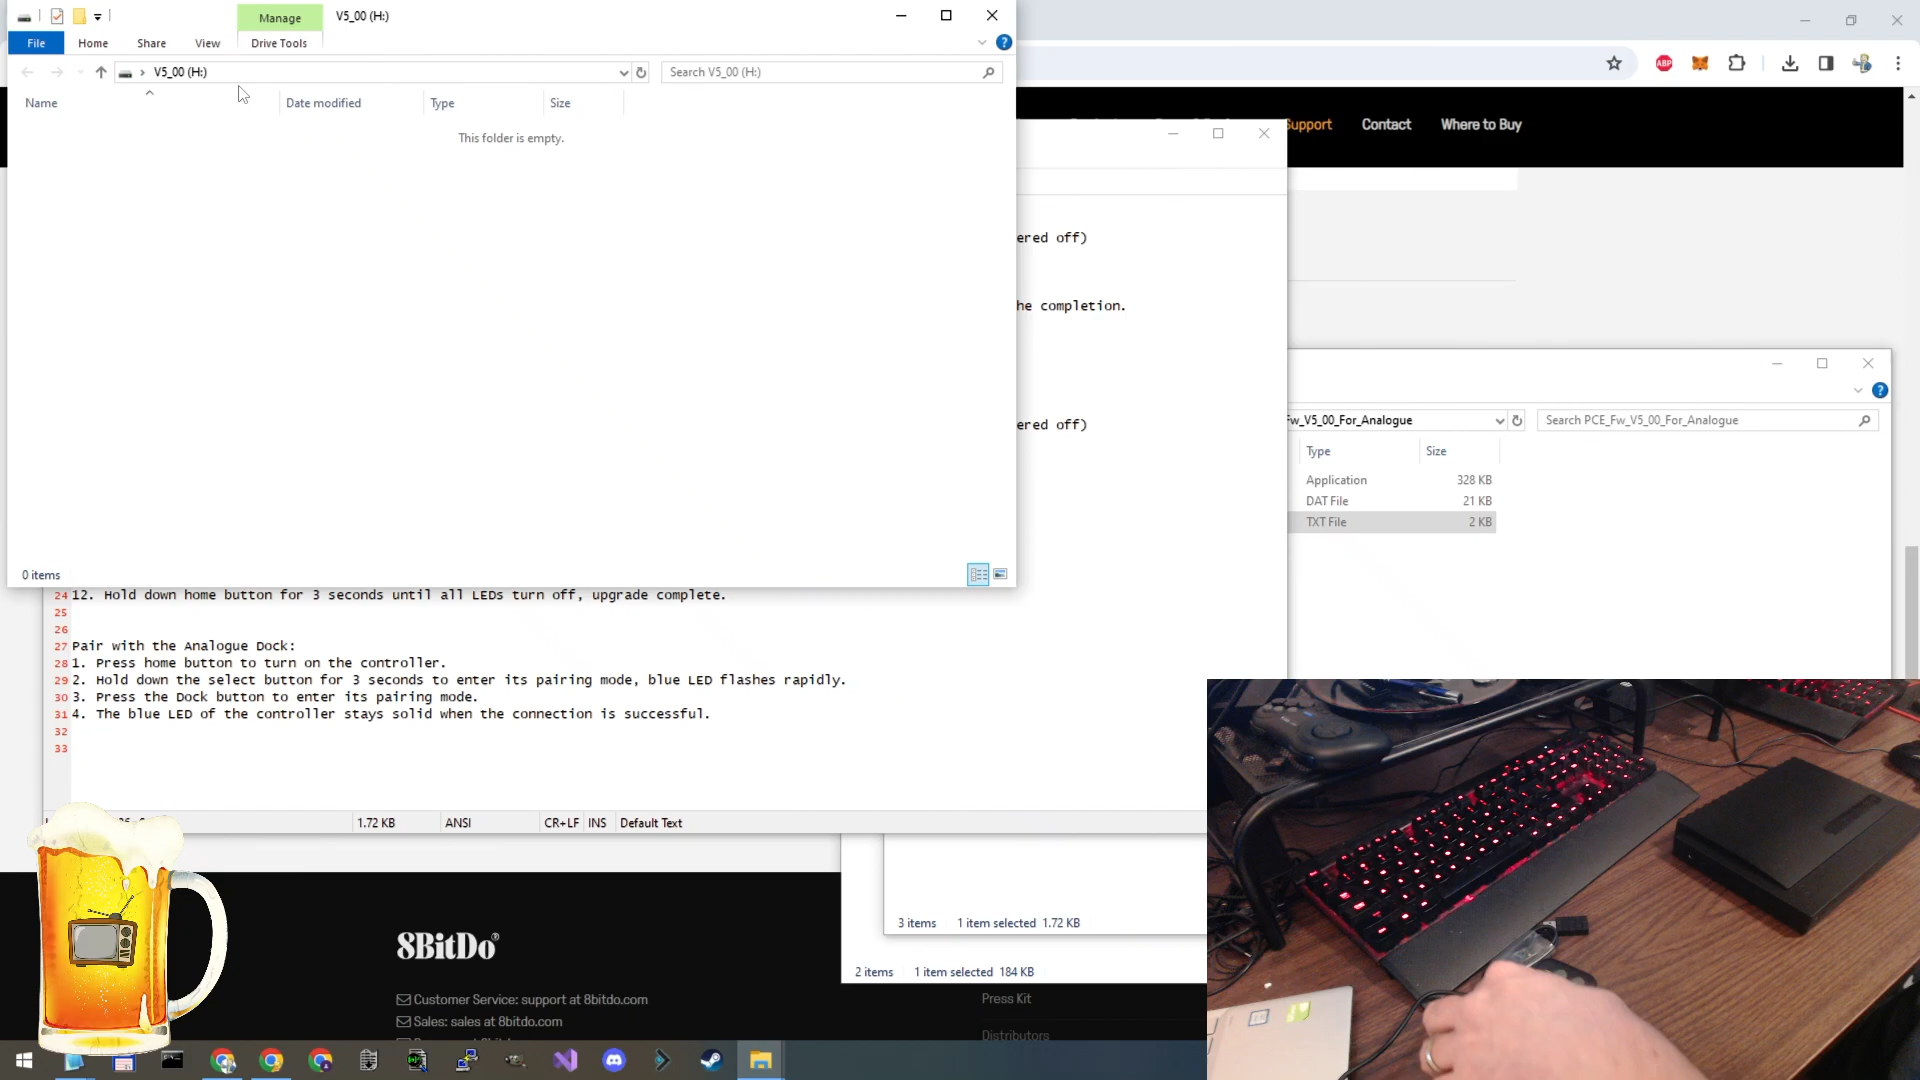 Manage
V5_00 (H:)
File
Home
Share
View
Drive Tools
V5_00 (H:)
Search V5_00 (H:)
ABP
Name
Date modified
Type
Size
This folder is empty.
Support
Contact
Where to Buy
ered off)
he completion.
ered off)
Fw_V5_00_For_Analogue
Search PCE_Fw_V5_00_For_Analogue
Type
Size
Application
328 KB
DAT File
21 KB
TXT File
2 KB
0 items
24 12. Hold down home button for 3 seconds until all LEDs turn off, upgrade complete.
25
26
27 Pair with the Analogue Dock:
28 1. Press home button to turn on the controller.
29 2. Hold down the select button for 3 seconds to enter its pairing mode, blue LED flashes rapidly.
30 3. Press the Dock button to enter its pairing mode.
31 4. The blue LED of the controller stays solid when the connection is successful.
32
33
1.72 KB
ANSI
CR+LF
INS
Default Text
3 items
1 item selected 1.72 KB
8BitDo®
2 items
1 item selected 184 KB
Customer Service: support at 8bitdo.com
Press Kit
Sales: sales at 8bitdo.com
Distributors